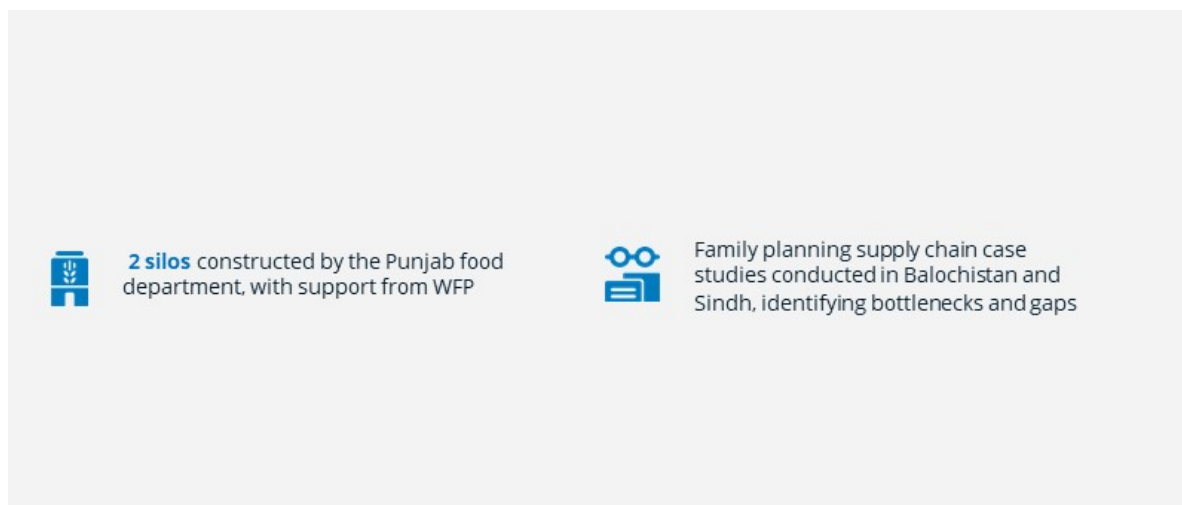 2 silos constructed by the Punjab food
department, with support from WFP
Family planning supply chain case
studies conducted in Balochistan and
Sindh, identifying bottlenecks and gaps